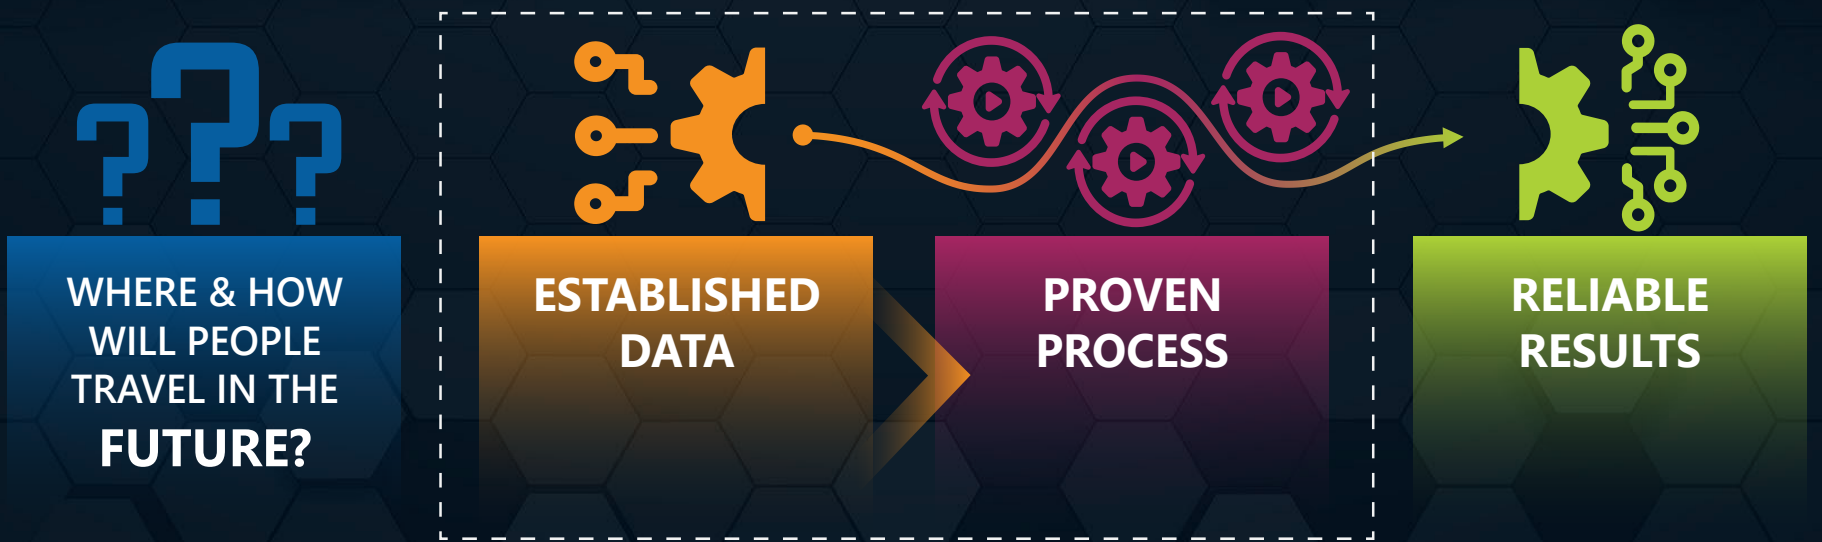 WHERE & HOW
WILL PEOPLE
TRAVEL IN THE
FUTURE?
ESTABLISHED
DATA
PROVEN
PROCESS
RELIABLE
RESULTS